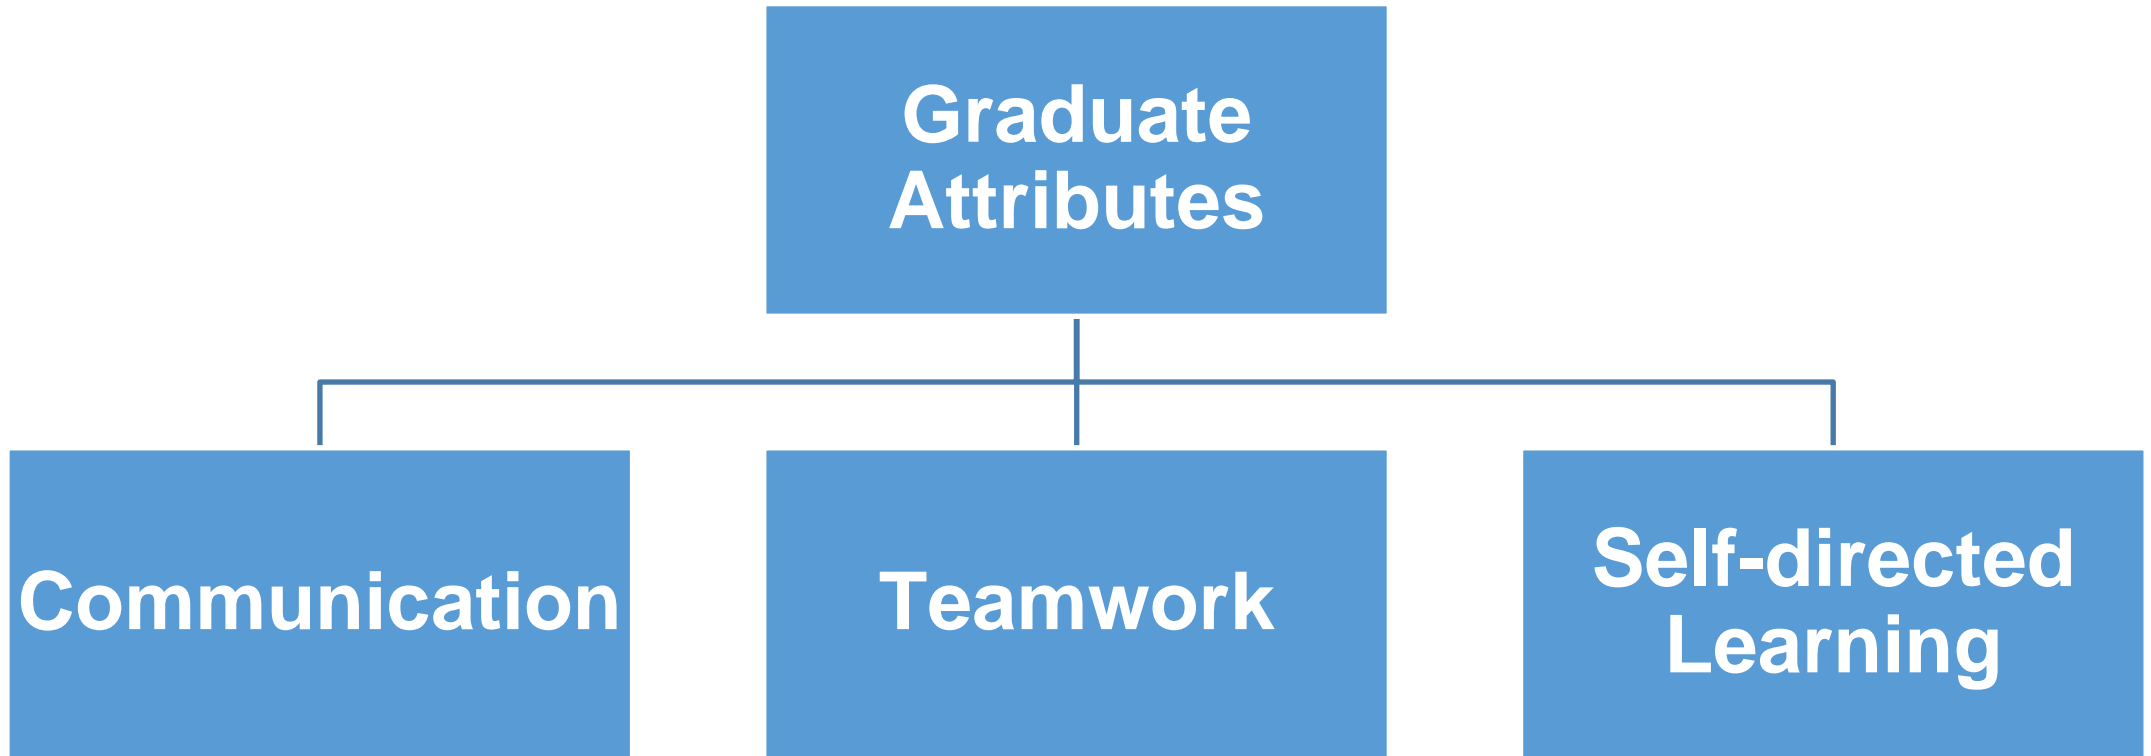 Graduate
Attributes
Communication
Teamwork
Self-directed
Learning